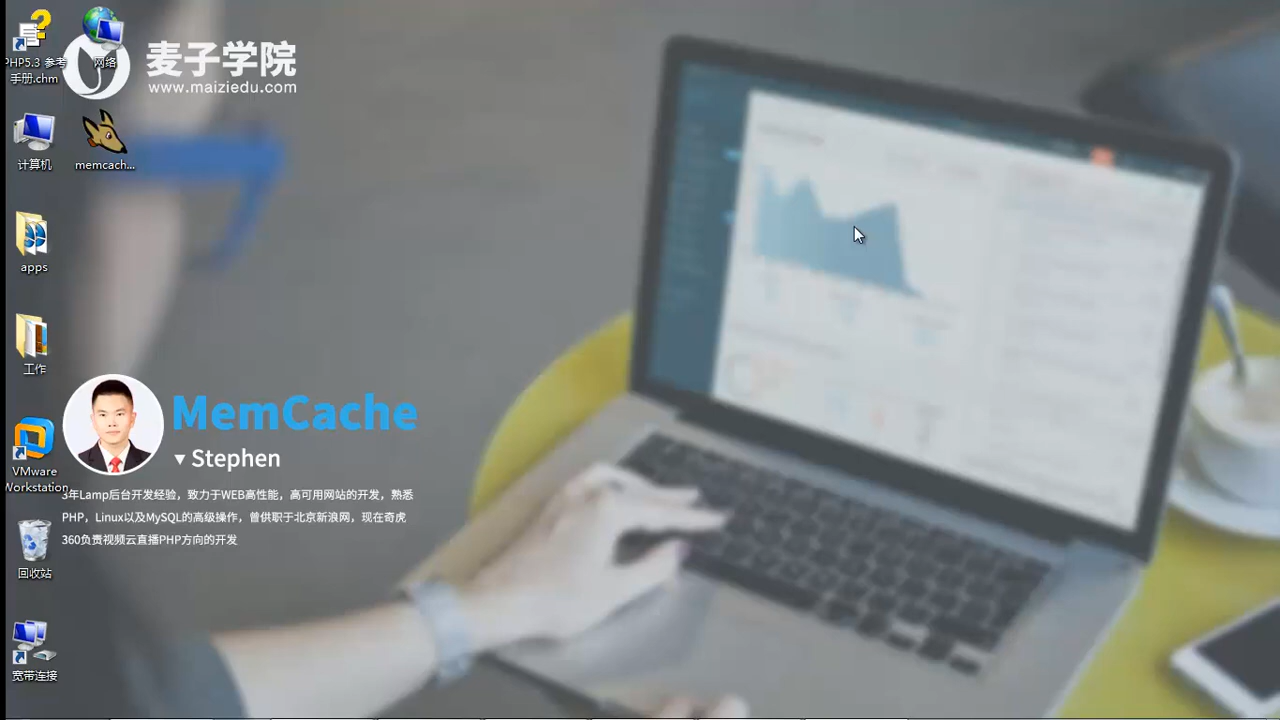 PHP5.3 参考
手册.chm
网络
麦子学院
www.maiziedu.com
计算机
memcach...
apps
工作
MemCache
Stephen
VMware
Workstation
3年Lamp后台开发经验，致力于WEB高性能，高可用网站的开发，熟悉
PHP，Linux以及MySQL的高级操作，曾供职于北京新浪网，现在奇虎
360负责视频云直播PHP方向的开发
回收站
宽带连接